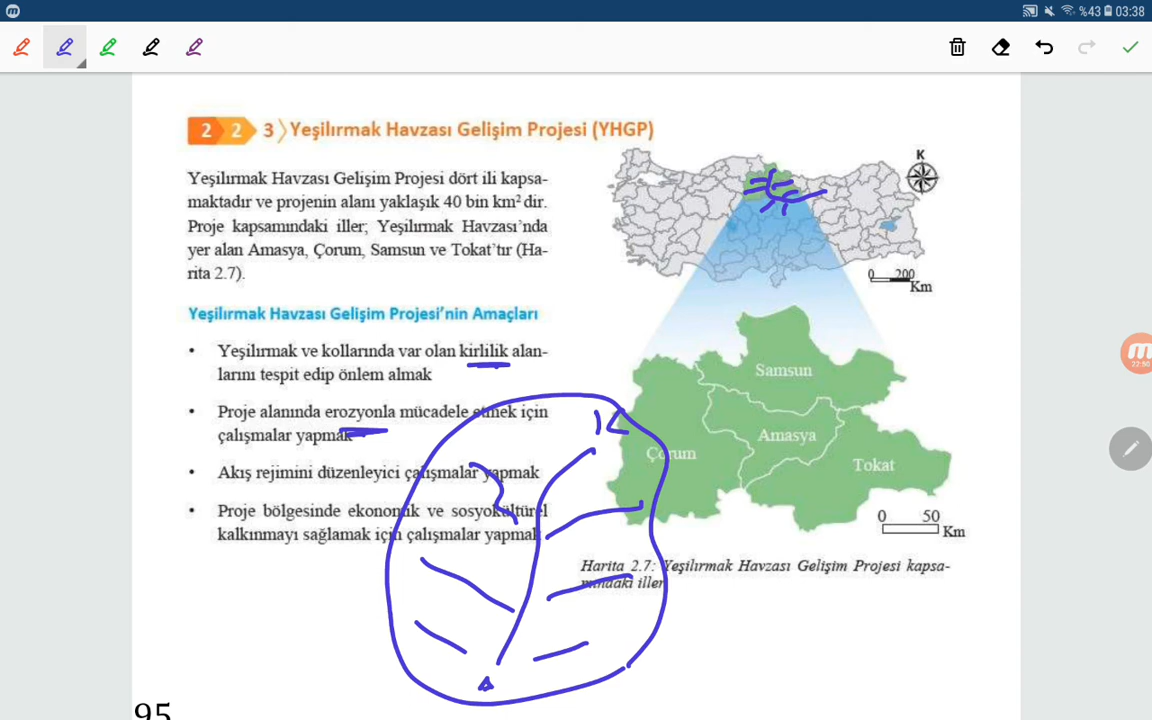 %43 03:38
2 2 3 Yeşilırmak Havzası Gelişim Projesi (YHGP)
Yeşilırmak Havzası Gelişim Projesi dört ili kapsa-
maktadır ve projenin alanı yaklaşık 40 bin km² dir.
Proje kapsamındaki iller; Yeşilırmak Havzası'nda
yer alan Amasya, Çorum, Samsun ve Tokat'tır (Ha-
rita 2.7).
Yeşilırmak Havzası Gelişim Projesi'nin Amaçları
• Yeşilırmak ve kollarında var olan kirlilik alan-
larını tespit edip önlem almak
• Proje alanında erozyonla mücadele etmek için
çalışmalar yapmak
• Akış rejimini düzenleyici çalışmalar yapmak
• Proje bölgesinde ekonomik ve sosyokültürel
kalkınmayı sağlamak için çalışmalar yapmak
K
0 200
Km
Samsun
Amasya
Çorum
Tokat
0 50
Km
Harita 2.7: Yeşilırmak Havzası Gelişim Projesi kapsa-
mındaki iller
95
22:50